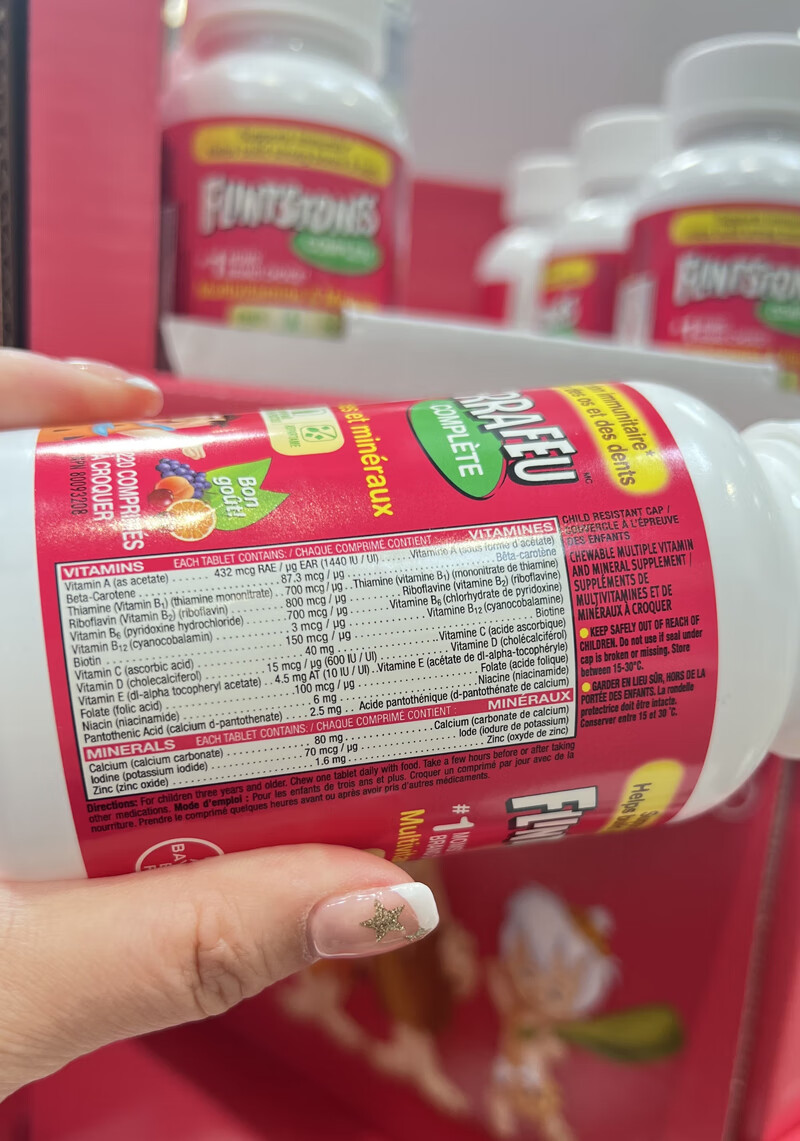 FLINTSTONES
COMPLETE
FLINTSTON
immunitaire*
des os et des dents
RRAFEU
MC
COMPLÈTE
et minéraux
Bon goût!
220 COMPRIMÉS
À CROQUER
NPN 80093208
CHILD RESISTANT CAP /
COUVERCLE À L'ÉPREUVE
DES ENFANTS
CHEWABLE MULTIPLE VITAMIN
AND MINERAL SUPPLEMENT /
SUPPLÉMENTS DE
MULTIVITAMINES ET DE
MINÉRAUX À CROQUER
KEEP SAFELY OUT OF REACH OF
CHILDREN. Do not use if seal under
cap is broken or missing. Store
between 15-30°C.
GARDER EN LIEU SÛR, HORS DE LA
PORTÉE DES ENFANTS. La rondelle
protectrice doit être intacte.
Conserver entre 15 et 30 °C.
VITAMINS EACH TABLET CONTAINS: / CHAQUE COMPRIMÉ CONTIENT : VITAMINES
Vitamin A (as acetate) 432 mcg RAE / µg EAR (1440 IU / UI) Vitamine A (sous forme d'acétate)
Beta-Carotene 87.3 mcg / µg Bêta-carotène
Thiamine (Vitamin B1) (thiamine mononitrate) 700 mcg / µg Thiamine (vitamine B1) (mononitrate de thiamine)
Riboflavin (Vitamin B2) (riboflavin) 800 mcg / µg Riboflavine (vitamine B2) (riboflavine)
Vitamin B6 (pyridoxine hydrochloride) 700 mcg / µg Vitamine B6 (chlorhydrate de pyridoxine)
Vitamin B12 (cyanocobalamin) 3 mcg / µg Vitamine B12 (cyanocobalamine)
Biotin 150 mcg / µg Biotine
Vitamin C (ascorbic acid) 40 mg Vitamine C (acide ascorbique)
Vitamin D (cholecalciferol) 15 mcg / µg (600 IU / UI) Vitamine D (cholécalciférol)
Vitamin E (dl-alpha tocopheryl acetate) 4.5 mg AT (10 IU / UI) Vitamine E (acétate de dl-alpha-tocophéryle)
Folate (folic acid) 100 mcg / µg Folate (acide folique)
Niacin (niacinamide) 6 mg Niacine (niacinamide)
Pantothenic Acid (calcium d-pantothenate) 2.5 mg Acide pantothénique (d-pantothénate de calcium)
MINERALS EACH TABLET CONTAINS: / CHAQUE COMPRIMÉ CONTIENT : MINÉRAUX
Calcium (calcium carbonate) 80 mg Calcium (carbonate de calcium)
Iodine (potassium iodide) 70 mcg / µg Iode (iodure de potassium)
Zinc (zinc oxide) 1.6 mg Zinc (oxyde de zinc)
Directions: For children three years and older. Chew one tablet daily with food. Take a few hours before or after taking
other medications. Mode d'emploi : Pour les enfants de trois ans et plus. Croquer un comprimé par jour avec de la
nourriture. Prendre le comprimé quelques heures avant ou après avoir pris d'autres médicaments.
Helps
#1